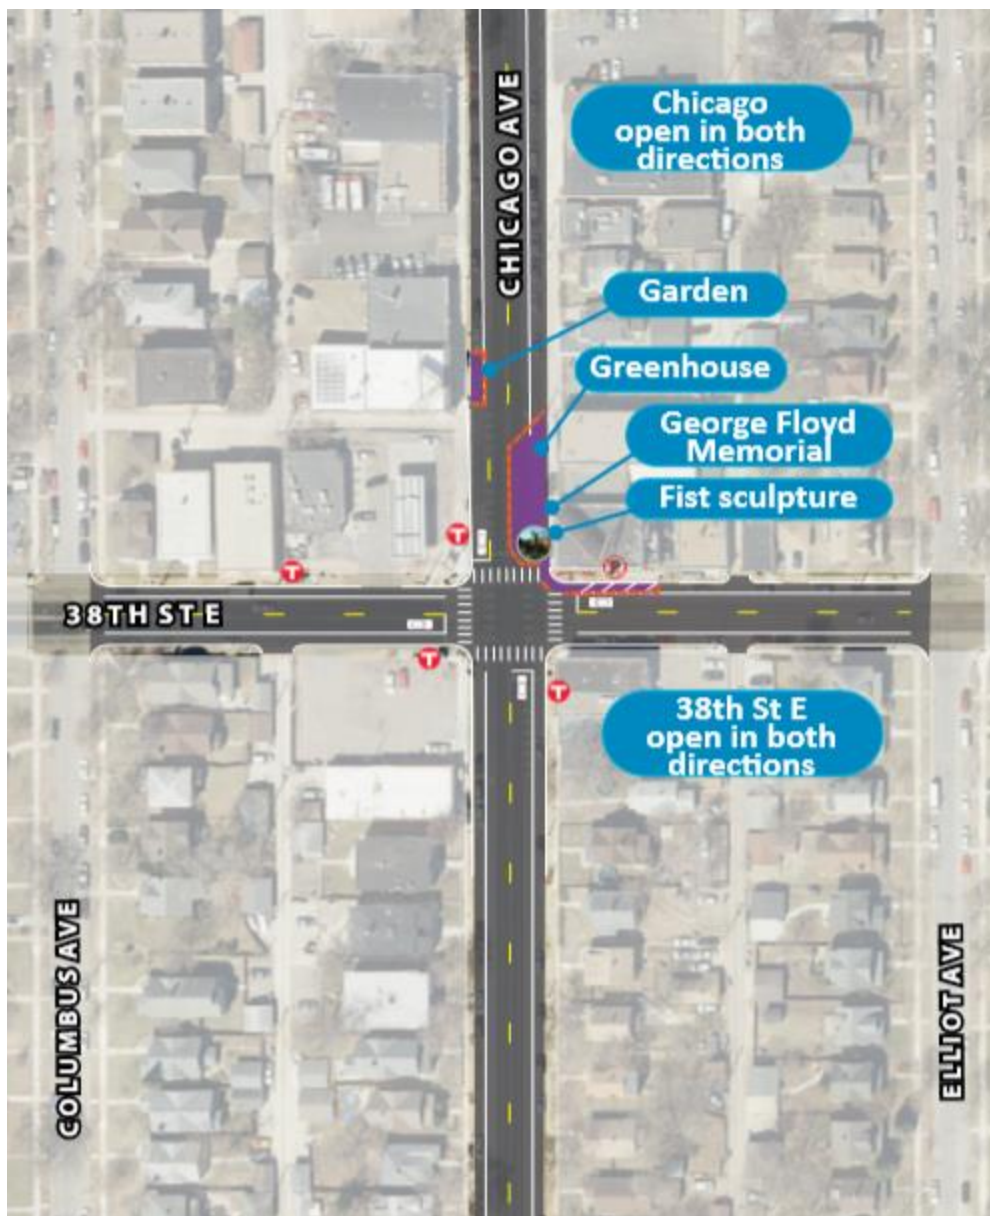 CHICAGO AVE
Chicago
open in both
directions
Garden
Greenhouse
George Floyd
Memorial
Fist sculpture
T
T
P
38TH ST E
T
T
38th St E
open in both
directions
COLUMBUS AVE
ELLIOT AVE